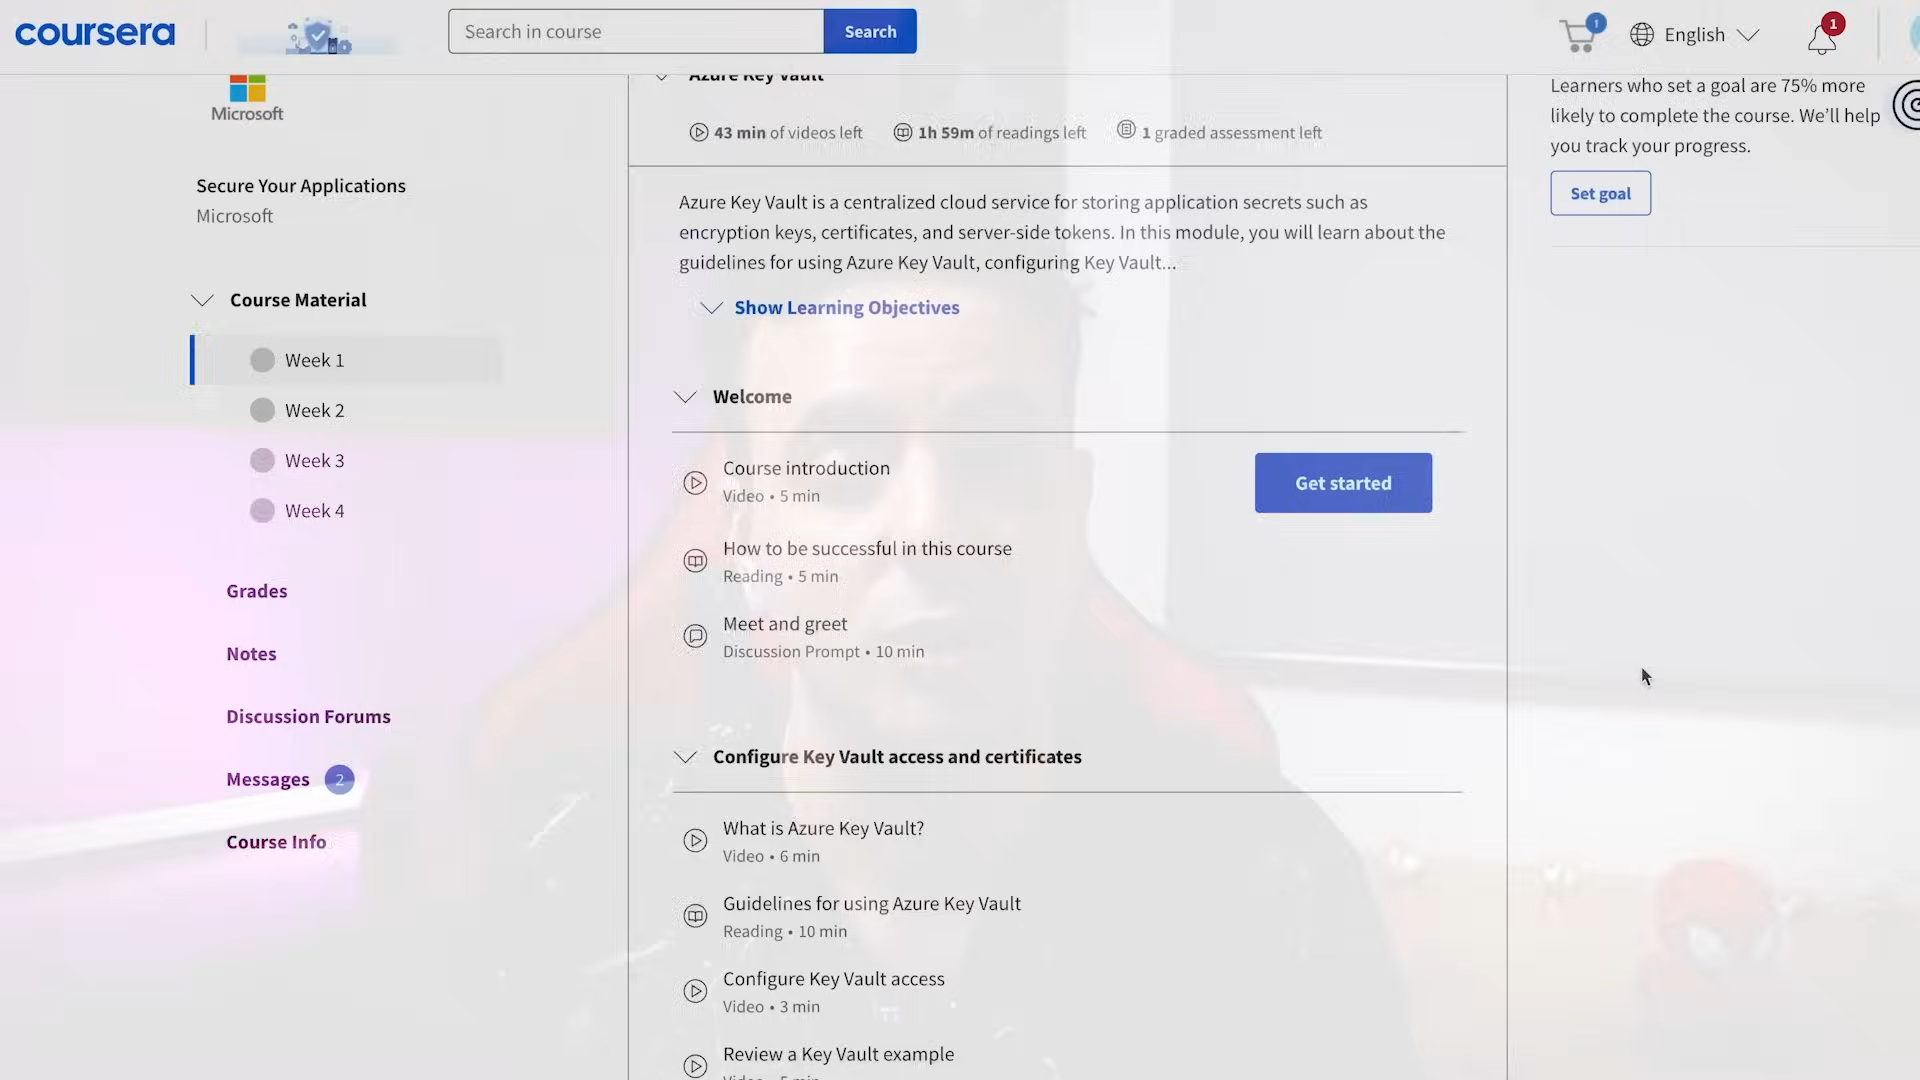 coursera
Search in course
Search
1
English
1
Microsoft
Secure Your Applications
Microsoft
Course Material
Week 1
Week 2
Week 3
Week 4
Grades
Notes
Discussion Forums
Messages 2
Course Info
Azure Key Vault
43 min of videos left 1h 59m of readings left 1 graded assessment left
Azure Key Vault is a centralized cloud service for storing application secrets such as
encryption keys, certificates, and server-side tokens. In this module, you will learn about the
guidelines for using Azure Key Vault, configuring Key Vault...
Show Learning Objectives
Welcome
Course introduction
Video • 5 min
Get started
How to be successful in this course
Reading • 5 min
Meet and greet
Discussion Prompt • 10 min
Configure Key Vault access and certificates
What is Azure Key Vault?
Video • 6 min
Guidelines for using Azure Key Vault
Reading • 10 min
Configure Key Vault access
Video • 3 min
Review a Key Vault example
Learners who set a goal are 75% more
likely to complete the course. We’ll help
you track your progress.
Set goal